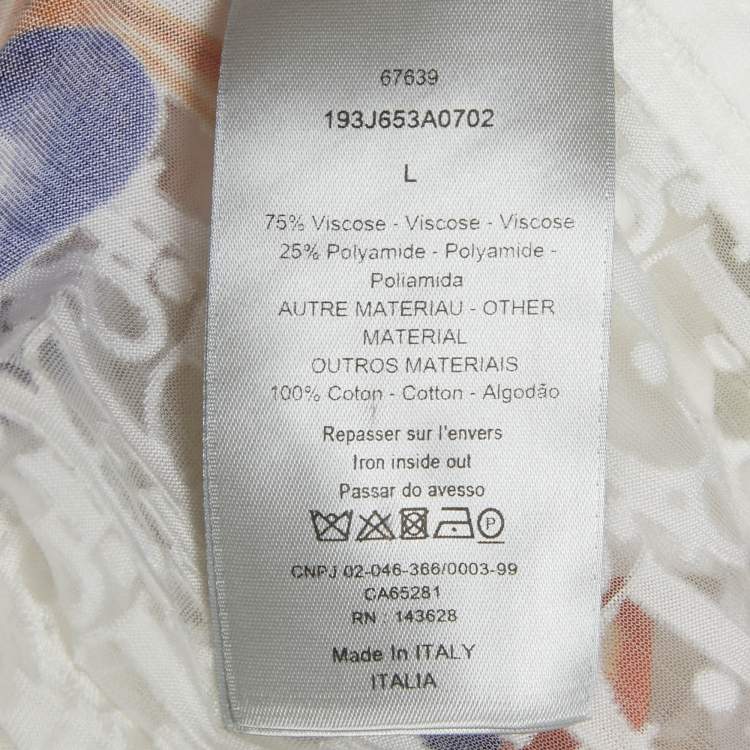 67639
193J653A0702
L
75% Viscose - Viscose - Viscose
25% Polyamide - Polyamide -
Poliamida
AUTRE MATERIAU - OTHER
MATERIAL
OUTROS MATERIAIS
100% Coton - Cotton - Algodão
Repasser sur l'envers
Iron inside out
Passar do avesso
P
CNPJ 02-046-366/0003-99
CA65281
RN : 143628
Made In ITALY
ITALIA